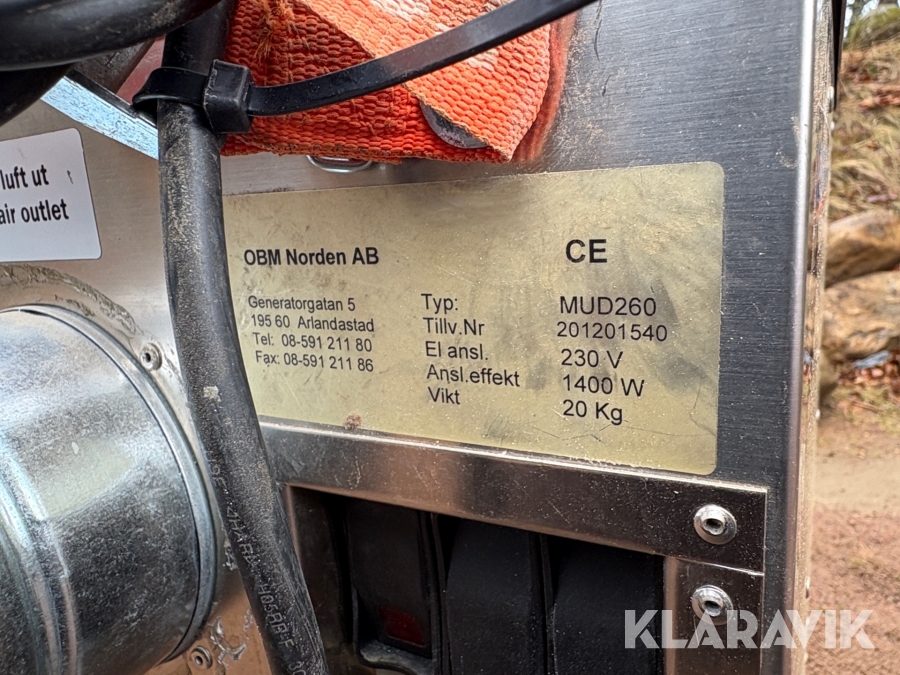 luft ut
air outlet
OBM Norden AB
CE
Generatorgatan 5
195 60 Arlandastad
Tel: 08-591 211 80
Fax: 08-591 211 86
Typ: MUD260
Tillv.Nr 201201540
El ansl. 230 V
Ansl.effekt 1400 W
Vikt 20 Kg
KLARAVIK